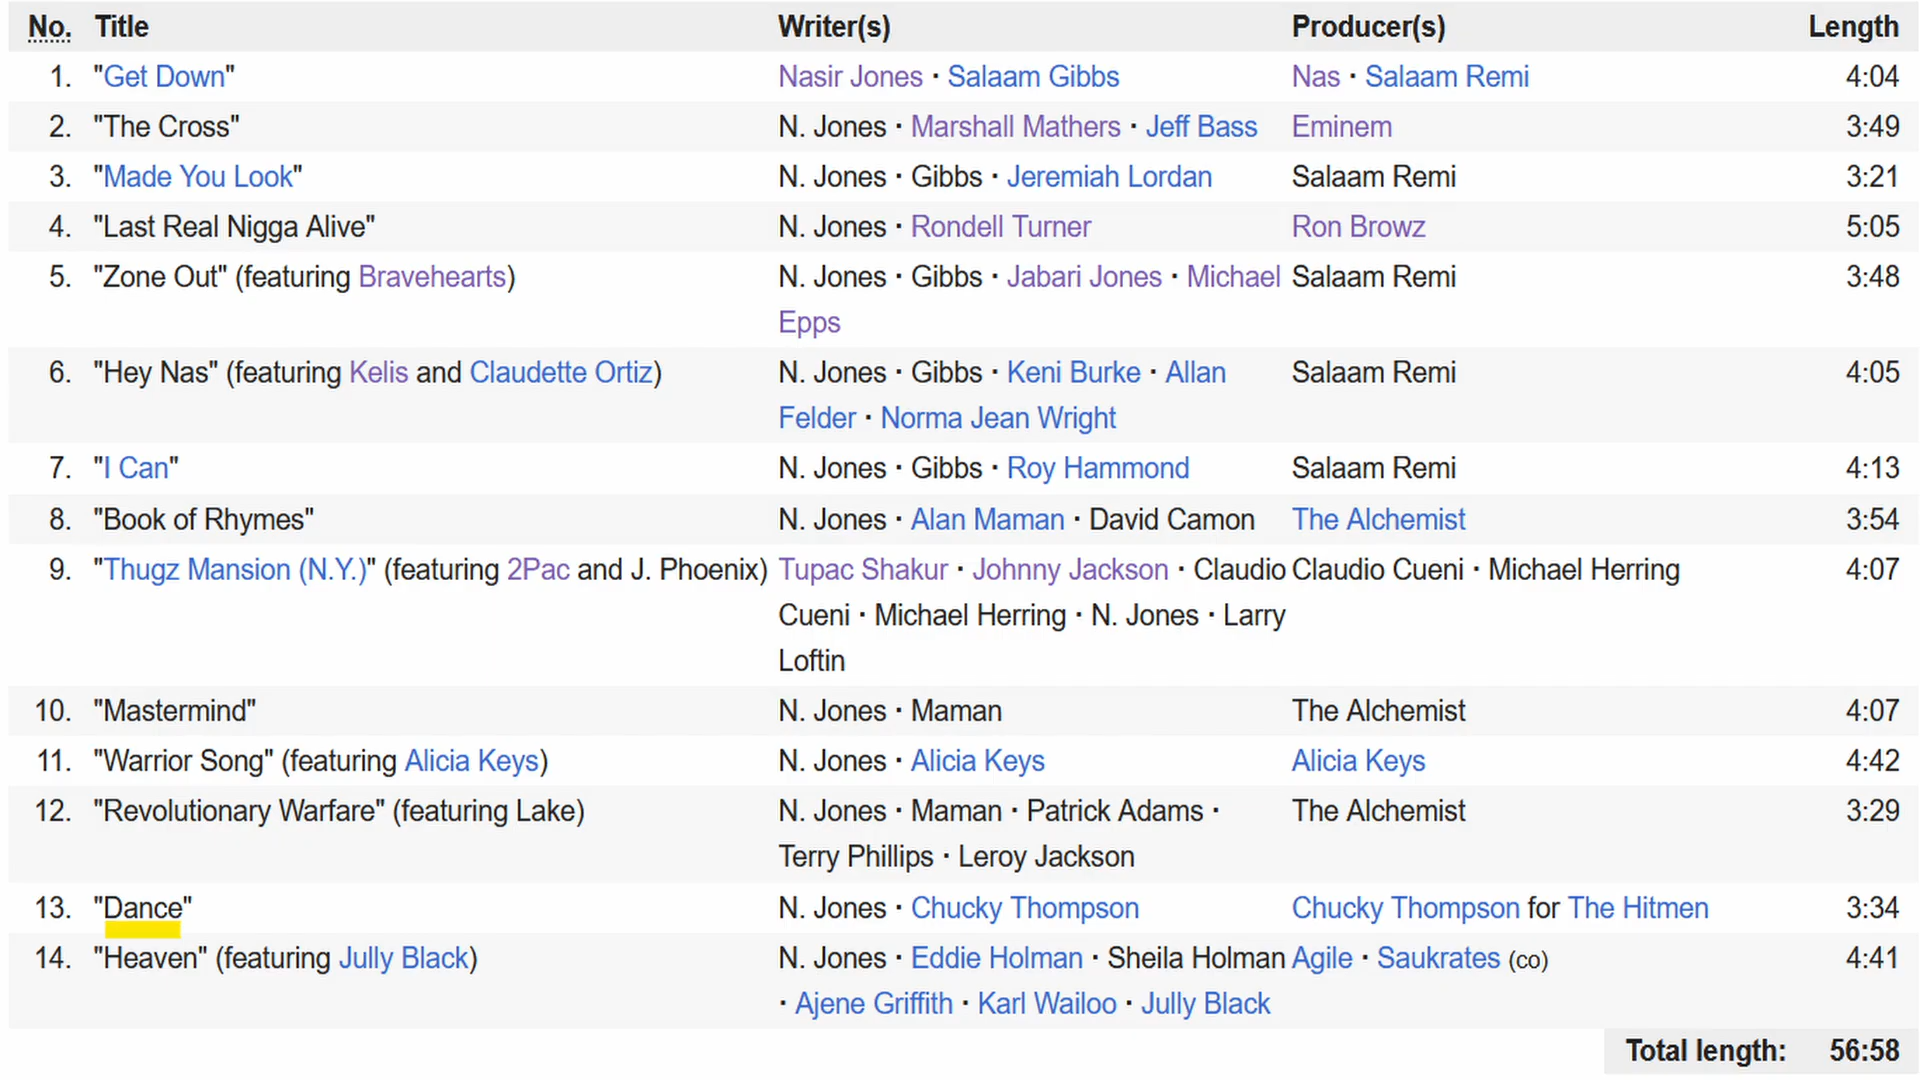 No. Title Writer(s) Producer(s) Length
1. "Get Down" Nasir Jones · Salaam Gibbs Nas · Salaam Remi 4:04
2. "The Cross" N. Jones · Marshall Mathers · Jeff Bass Eminem 3:49
3. "Made You Look" N. Jones · Gibbs · Jeremiah Lordan Salaam Remi 3:21
4. "Last Real Nigga Alive" N. Jones · Rondell Turner Ron Browz 5:05
5. "Zone Out" (featuring Bravehearts) N. Jones · Gibbs · Jabari Jones · Michael Salaam Remi 3:48
Epps
6. "Hey Nas" (featuring Kelis and Claudette Ortiz) N. Jones · Gibbs · Keni Burke · Allan Salaam Remi 4:05
Felder · Norma Jean Wright
7. "I Can" N. Jones · Gibbs · Roy Hammond Salaam Remi 4:13
8. "Book of Rhymes" N. Jones · Alan Maman · David Camon The Alchemist 3:54
9. "Thugz Mansion (N.Y.)" (featuring 2Pac and J. Phoenix) Tupac Shakur · Johnny Jackson · Claudio Claudio Cueni · Michael Herring 4:07
Cueni · Michael Herring · N. Jones · Larry
Loftin
10. "Mastermind" N. Jones · Maman The Alchemist 4:07
11. "Warrior Song" (featuring Alicia Keys) N. Jones · Alicia Keys Alicia Keys 4:42
12. "Revolutionary Warfare" (featuring Lake) N. Jones · Maman · Patrick Adams · The Alchemist 3:29
Terry Phillips · Leroy Jackson
13. "Dance" N. Jones · Chucky Thompson Chucky Thompson for The Hitmen 3:34
14. "Heaven" (featuring Jully Black) N. Jones · Eddie Holman · Sheila Holman Agile · Saukrates (co) 4:41
· Ajene Griffith · Karl Wailoo · Jully Black
Total length: 56:58